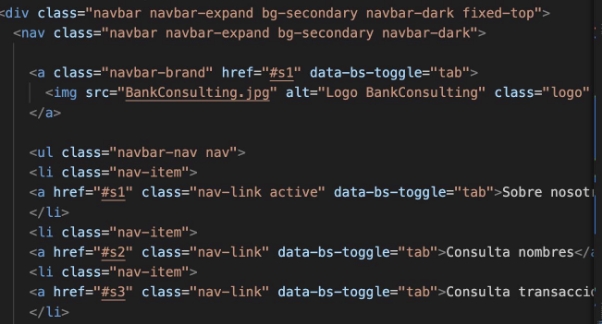 <div class="navbar navbar-expand bg-secondary navbar-dark fixed-top">
<nav class="navbar navbar-expand bg-secondary navbar-dark">
<a class="navbar-brand" href="#s1" data-bs-toggle="tab">
<img src="BankConsulting.jpg" alt="Logo BankConsulting" class="logo"
</a>
<ul class="navbar-nav nav">
<li class="nav-item">
<a href="#s1" class="nav-link active" data-bs-toggle="tab">Sobre
</li>
<li class="nav-item">
<a href="#s2" class="nav-link" data-bs-toggle="tab">Consulta nombres</a
<li class="nav-item">
<a href="#s3" class="nav-link" data-bs-toggle="tab">Consulta
</li>